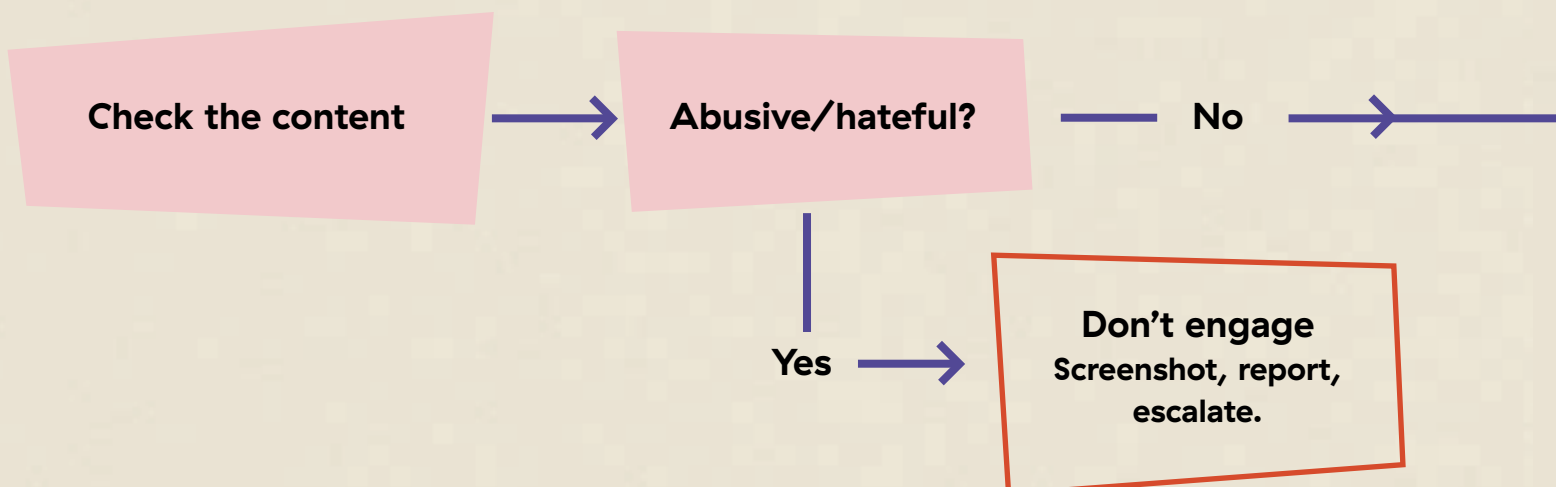 Check the content
Abusive/hateful?
No
Yes
Don’t engage
Screenshot, report,
escalate.